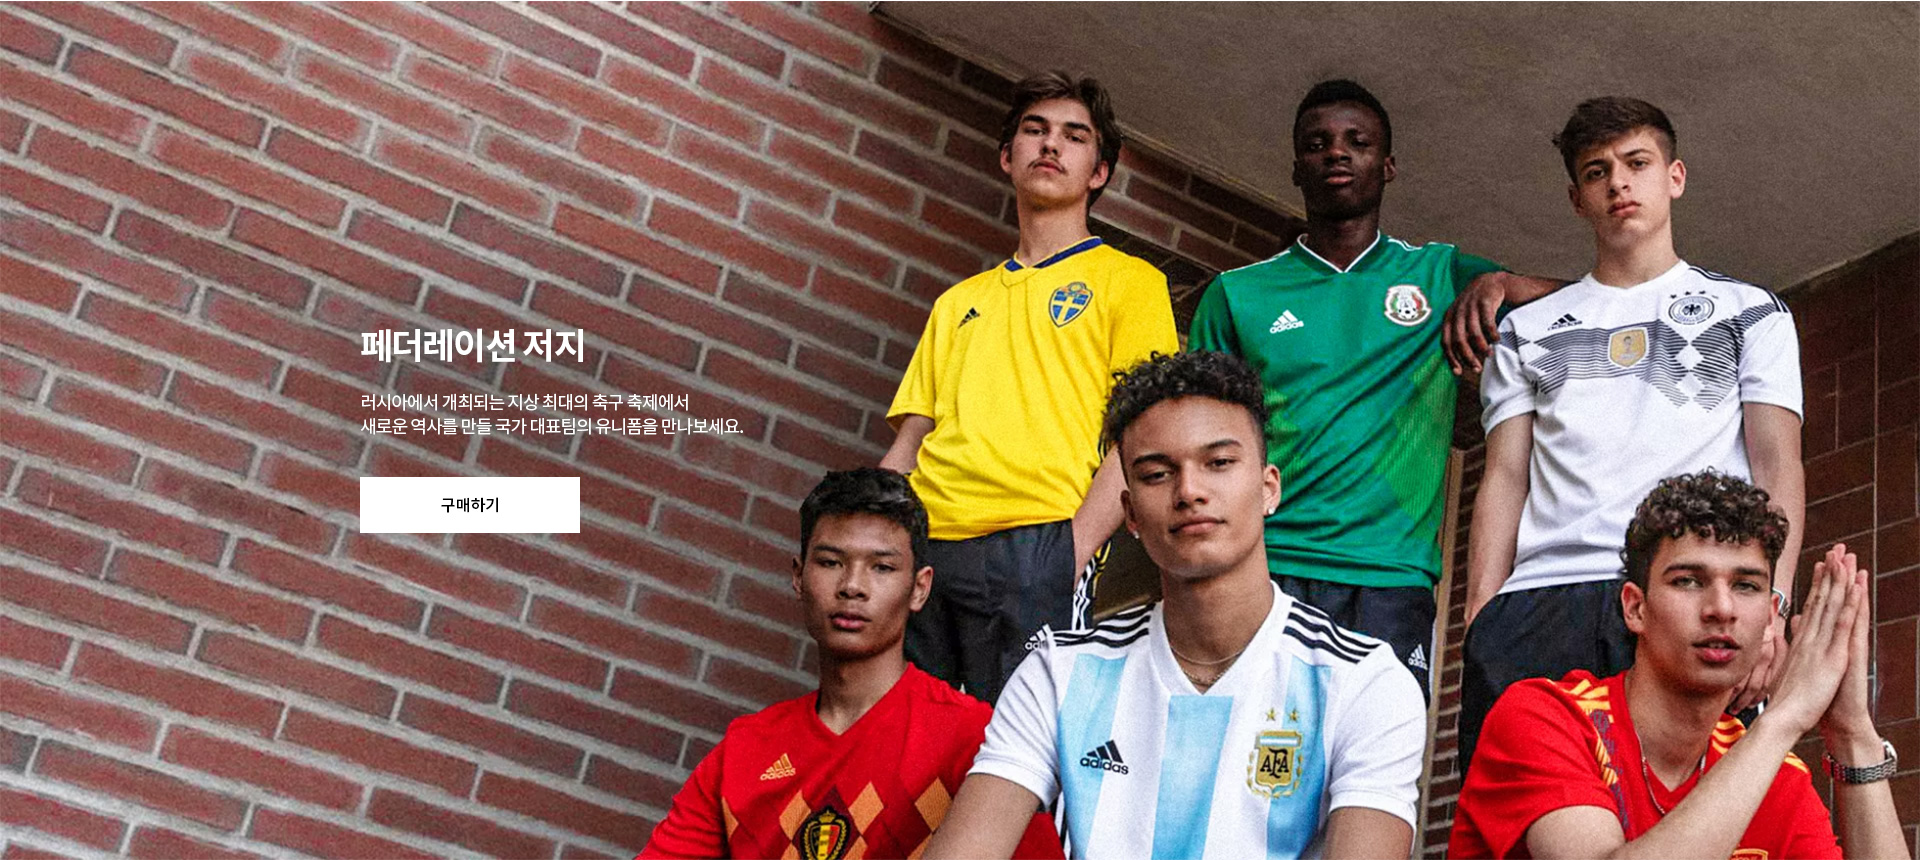 페더레이션 저지
러시아에서 개최되는 지상 최대의 축구 축제에서
새로운 역사를 만들 국가 대표팀의 유니폼을 만나보세요.
구매하기
adidas
adidas
adidas
adidas
adidas
AFA